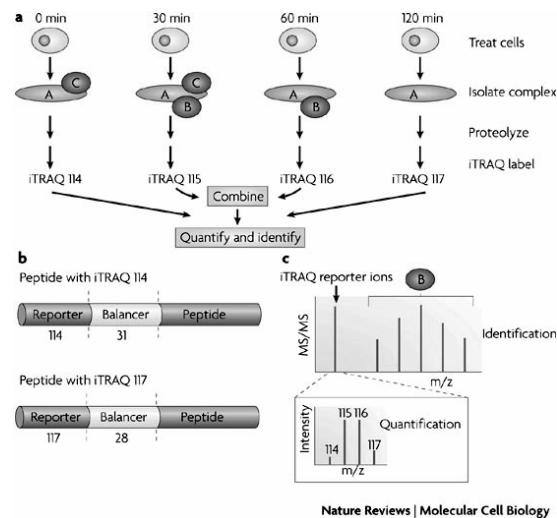 a
0 min 30 min 60 min 120 min
Treat cells
C C
A A A A
B B
Isolate complex
Proteolyze
iTRAQ label
iTRAQ 114 iTRAQ 115 iTRAQ 116 iTRAQ 117
Combine
Quantify and identify
b
Peptide with iTRAQ 114
Reporter Balancer Peptide
114 31
Peptide with iTRAQ 117
Reporter Balancer Peptide
117 28
c
iTRAQ reporter ions
B
MS/MS
Identification
m/z
Intensity
115 116
114 117
Quantification
m/z
Nature Reviews | Molecular Cell Biology